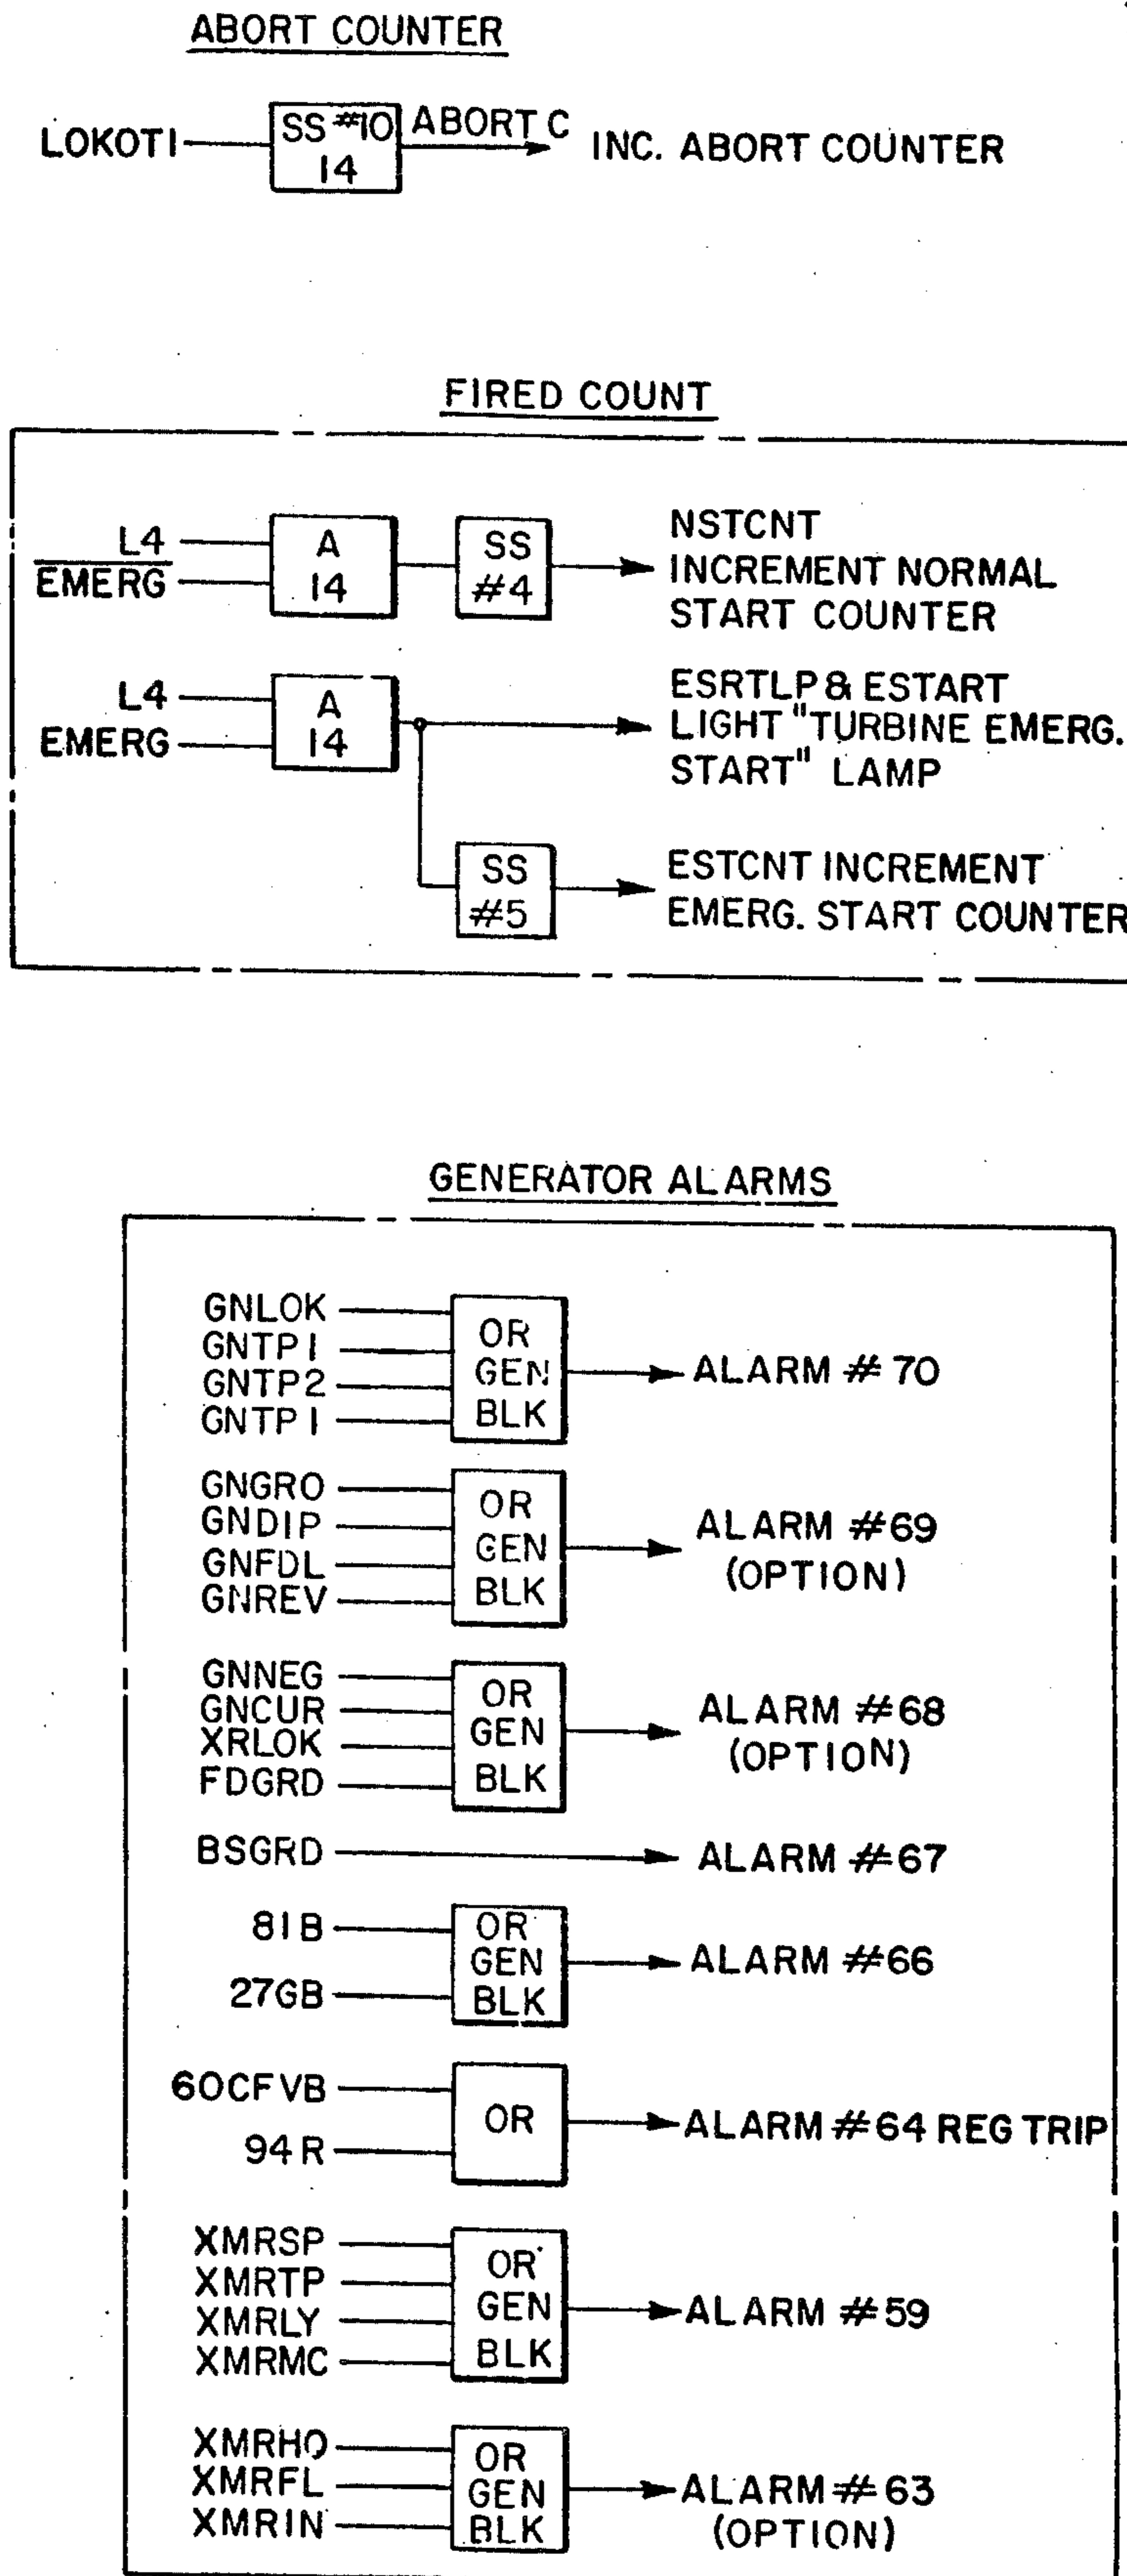 ABORT COUNTER
LOKOTI
SS #10
14
ABORT C
INC. ABORT COUNTER
FIRED COUNT
L4
EMERG
A
14
SS
#4
NSTCNT
INCREMENT NORMAL
START COUNTER
L4
EMERG
A
14
ESRTLP & ESTART
LIGHT "TURBINE EMERG.
START" LAMP
SS
#5
ESTCNT INCREMENT
EMERG. START COUNTER
GENERATOR ALARMS
GNLOK
GNTP1
GNTP2
GNTP1
OR
GEN
BLK
ALARM # 70
GNGRO
GNDIP
GNFDL
GNREV
OR
GEN
BLK
ALARM #69
(OPTION)
GNNEG
GNCUR
XRLOK
FDGRD
OR
GEN
BLK
ALARM #68
(OPTION)
BSGRD
ALARM #67
81B
27GB
OR
GEN
BLK
ALARM #66
60CFVB
94R
OR
ALARM #64 REG TRIP
XMRSP
XMRTP
XMRLY
XMRMC
OR
GEN
BLK
ALARM #59
XMRHO
XMRFL
XMRIN
OR
GEN
BLK
ALARM #63
(OPTION)